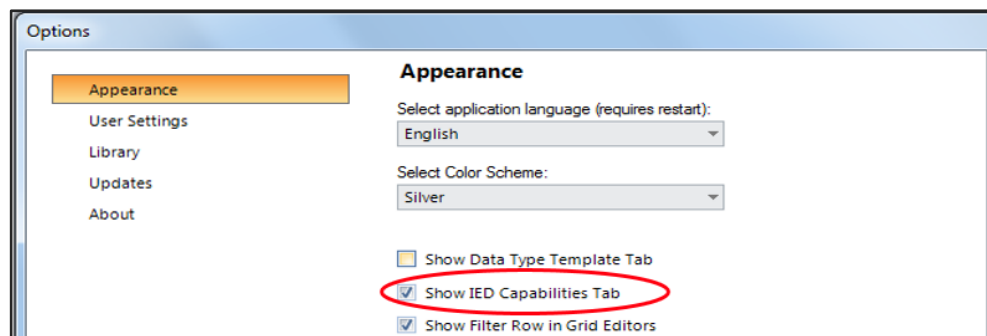 Options
Appearance
User Settings
Library
Updates
About
Appearance
Select application language (requires restart):
English
Select Color Scheme:
Silver
Show Data Type Template Tab
Show IED Capabilities Tab
Show Filter Row in Grid Editors